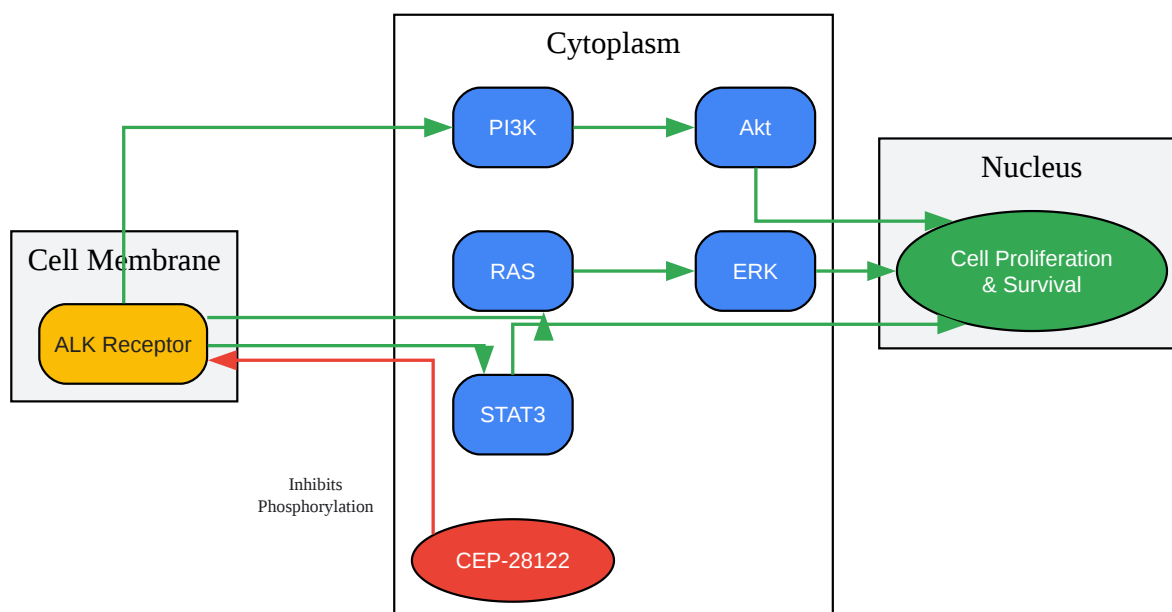 Cytoplasm
PI3K
Akt
Nucleus
Cell Membrane
RAS
ERK
Cell Proliferation
& Survival
ALK Receptor
STAT3
Inhibits
Phosphorylation
CEP-28122